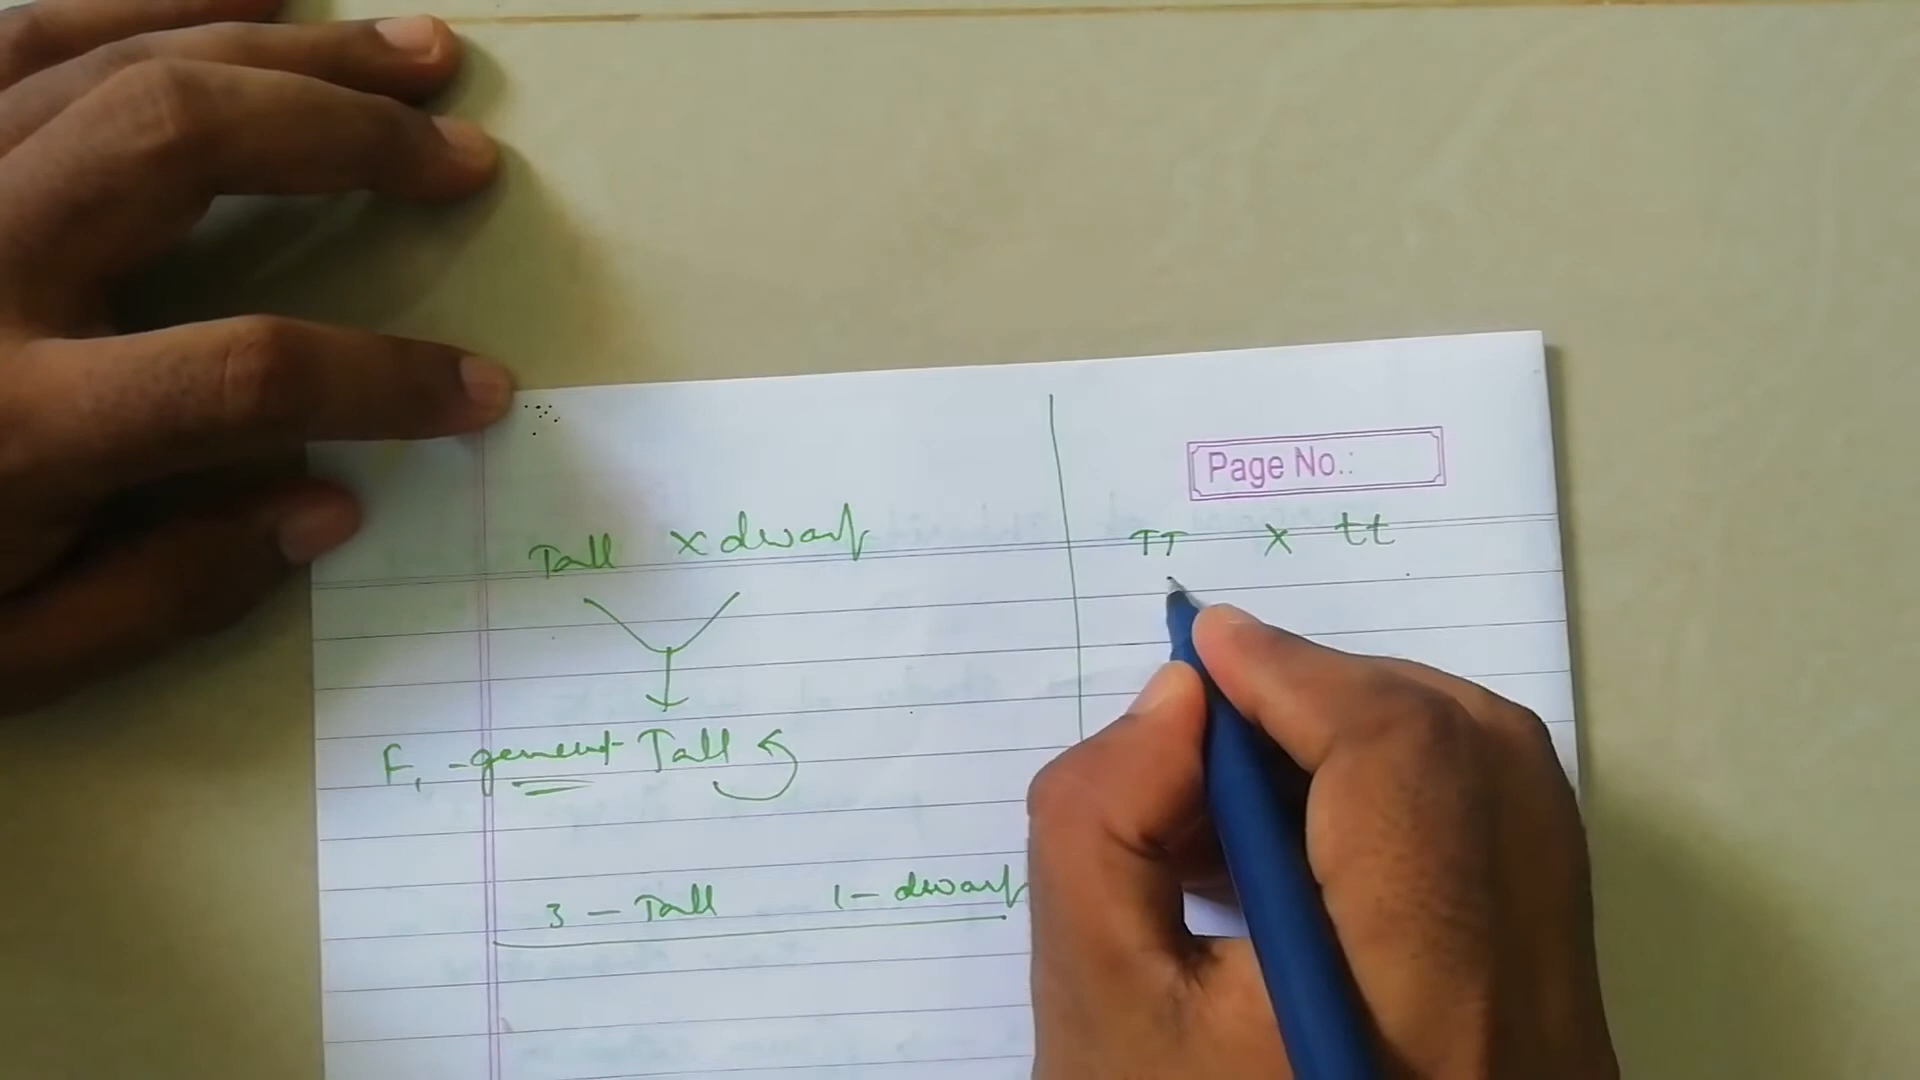 Page No.:
Tall x dwarf
TT x tt
F1 - generat Tall
3 - Tall 1 - dwarf